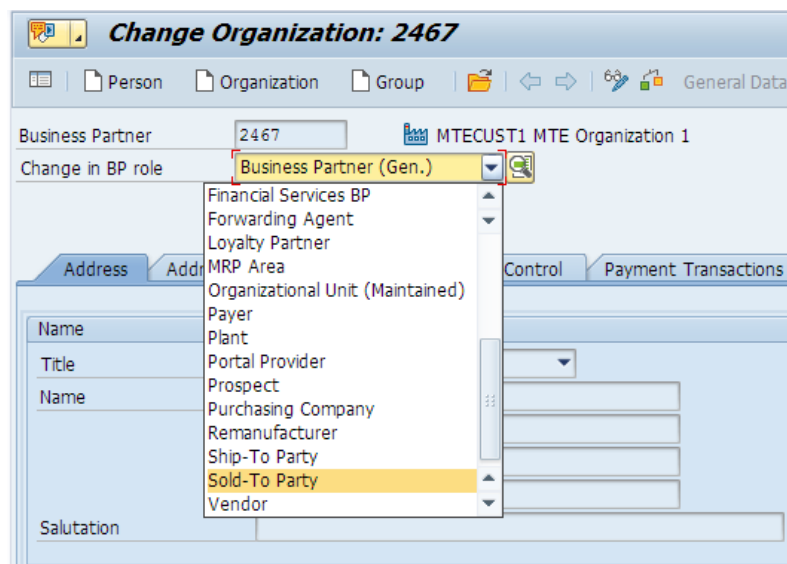 Change Organization: 2467
Person Organization Group General Data
Business Partner 2467 MTECUST1 MTE Organization 1
Change in BP role Business Partner (Gen.)
Financial Services BP
Forwarding Agent
Loyalty Partner
MRP Area
Organizational Unit (Maintained)
Payer
Plant
Portal Provider
Prospect
Purchasing Company
Remanufacturer
Ship-To Party
Sold-To Party
Vendor
Address Addr Control Payment Transactions
Name
Title
Name
Salutation